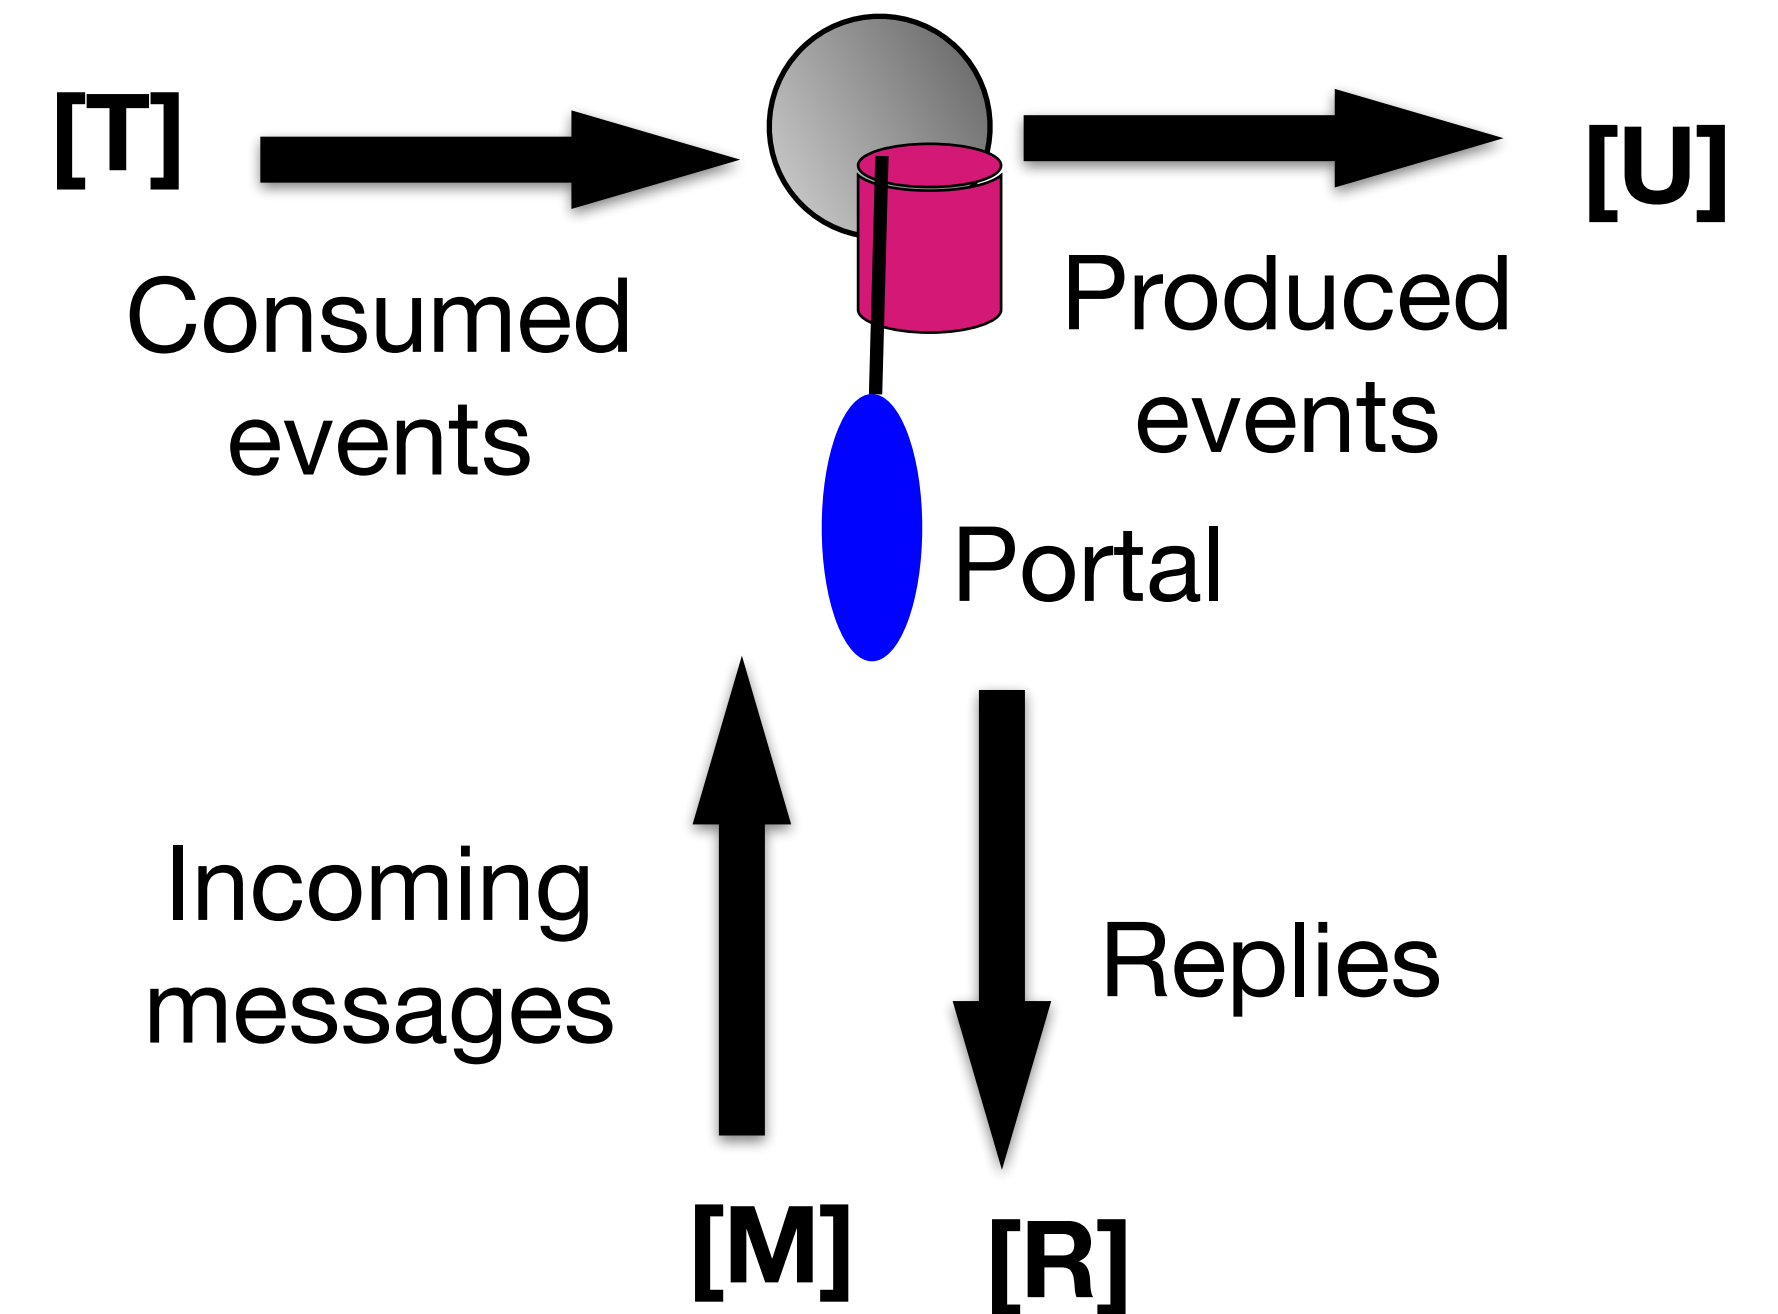 [T]
[U]
Consumed
events
Produced
events
Portal
Incoming
messages
Replies
[M]
[R]